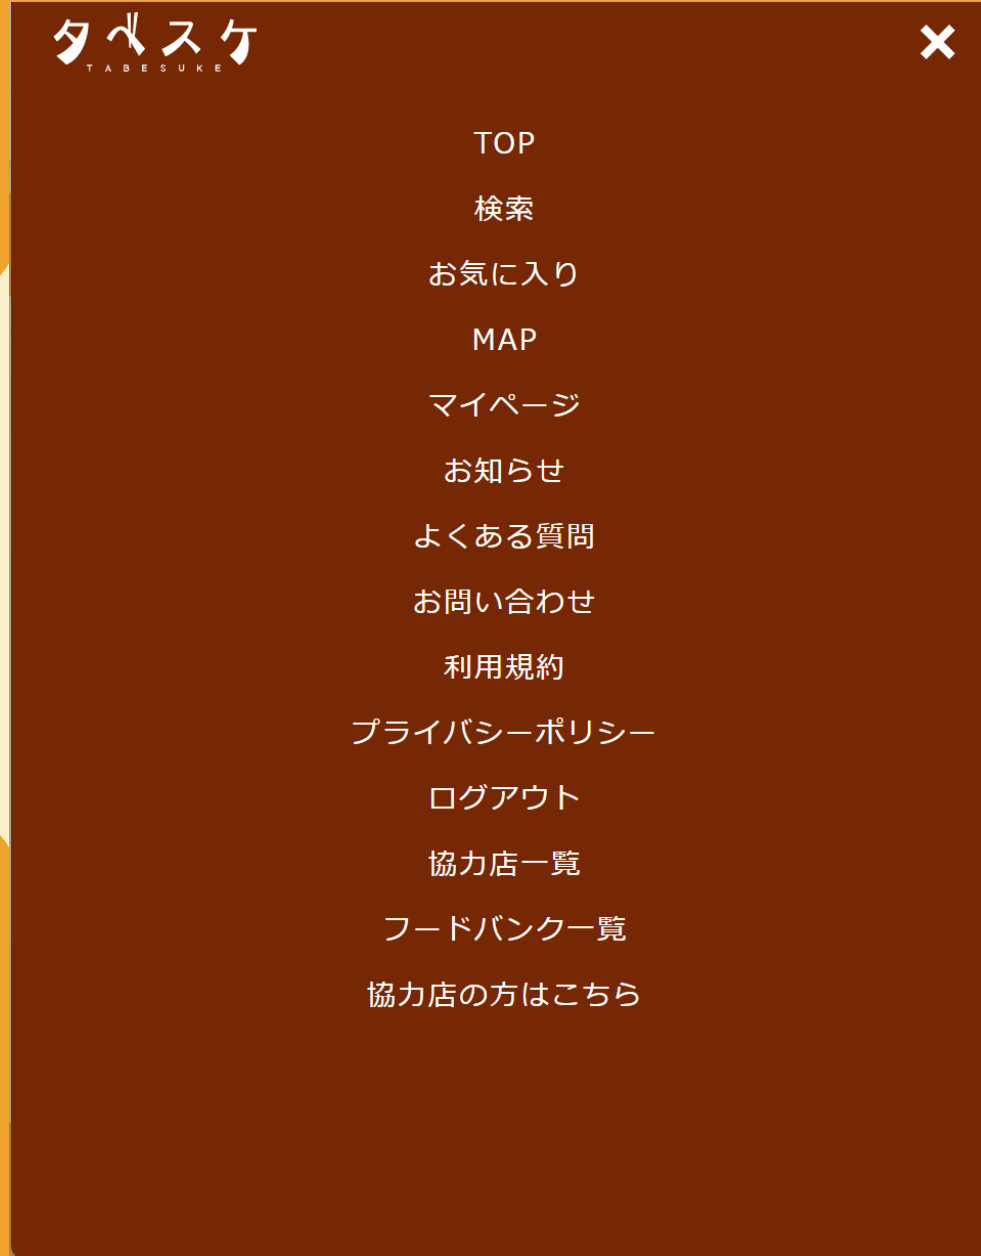 タベスケ
TABESUKE
TOP
検索
お気に入り
MAP
マイページ
お知らせ
よくある質問
お問い合わせ
利用規約
プライバシーポリシー
ログアウト
協力店一覧
フードバンク一覧
協力店の方はこちら